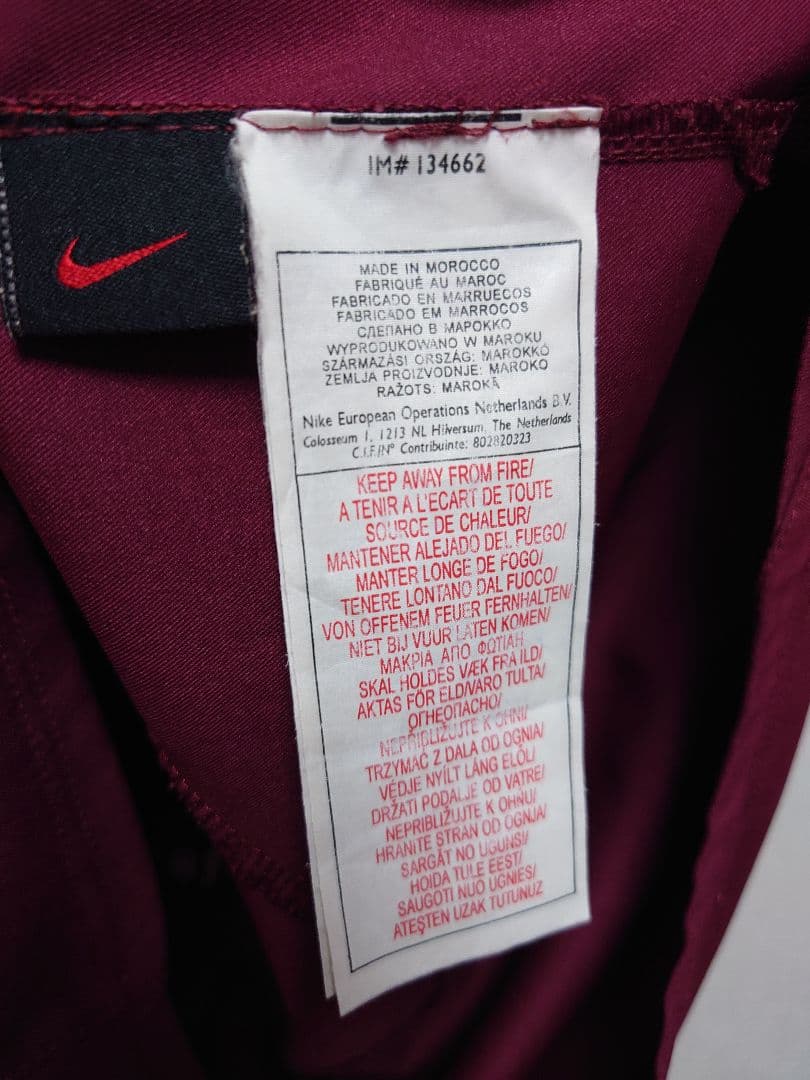 IM# 134662
MADE IN MOROCCO
FABRIQUÉ AU MAROC
FABRICADO EN MARRUECOS
FABRICADO EM MARROCOS
СДЕЛАНО В МАРОККО
WYPRODUKOWANO W MAROKU
SZÁRMAZÁSI ORSZÁG: MAROKKÓ
ZEMLJA PROIZVODNJE: MAROKO
RAŽOTS: MAROKĀ
Nike European Operations Netherlands B.V.
Colosseum 1, 1213 NL Hilversum, The Netherlands
C.I.F./Nº Contribuinte: 802820323
KEEP AWAY FROM FIRE/
A TENIR A L'ECART DE TOUTE
SOURCE DE CHALEUR/
MANTENER ALEJADO DEL FUEGO/
MANTER LONGE DE FOGO/
TENERE LONTANO DAL FUOCO/
VON OFFENEM FEUER FERNHALTEN/
NIET BIJ VUUR LATEN KOMEN/
ΜΑΚΡΙΑ ΑΠΟ ΦΩΤΙΑΗ
SKAL HOLDES VÆK FRA ILD/
AKTAS FÖR ELD/VARO TULTA/
ОГНЕОПАСНО/
NEPŘIBLIŽUJTE K OHNI/
TRZYMAĆ Z DALA OD OGNIA/
VÉDJE NYÍLT LÁNG ELŐL/
DRŽATI PODALJE OD VATRE/
NEPRIBLIŽUJTE K OHŇU/
HRANITE STRAN OD OGNJA/
SARGĀT NO UGUNS/
HOIDA TULE EEST/
SAUGOTI NUO UGNIES/
ATEŞTEN UZAK TUTUNUZ